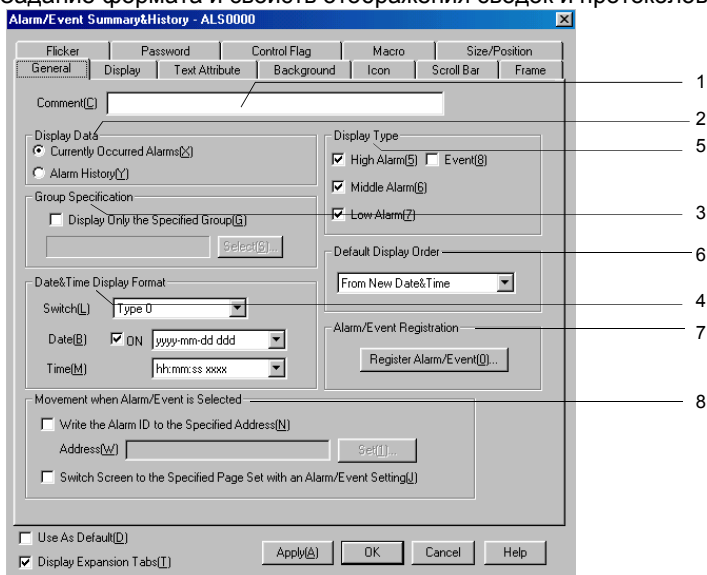 Задание формата и свойств отображения сводок и протоколов
Alarm/Event Summary&History - ALS0000
Flicker Password Control Flag Macro Size/Position
General Display Text Attribute Background Icon Scroll Bar Frame
1
Comment(C)
2
Display Data
Currently Occurred Alarms(X)
Alarm History(Y)
Display Type
5
High Alarm(5) Event(8)
Middle Alarm(6)
Low Alarm(7)
Group Specification
3
Display Only the Specified Group(G)
Select(S)...
Default Display Order
6
From New Date&Time
Date&Time Display Format
4
Switch(L) Type 0
Date(B) ON yyyy-mm-dd ddd
Time(M) hh:mm:ss xxxx
Alarm/Event Registration
7
Register Alarm/Event(0)...
Movement when Alarm/Event is Selected
8
Write the Alarm ID to the Specified Address(N)
Address(W) Set(1)...
Switch Screen to the Specified Page Set with an Alarm/Event Setting(J)
Use As Default(D)
Display Expansion Tabs(T)
Apply(A) OK Cancel Help